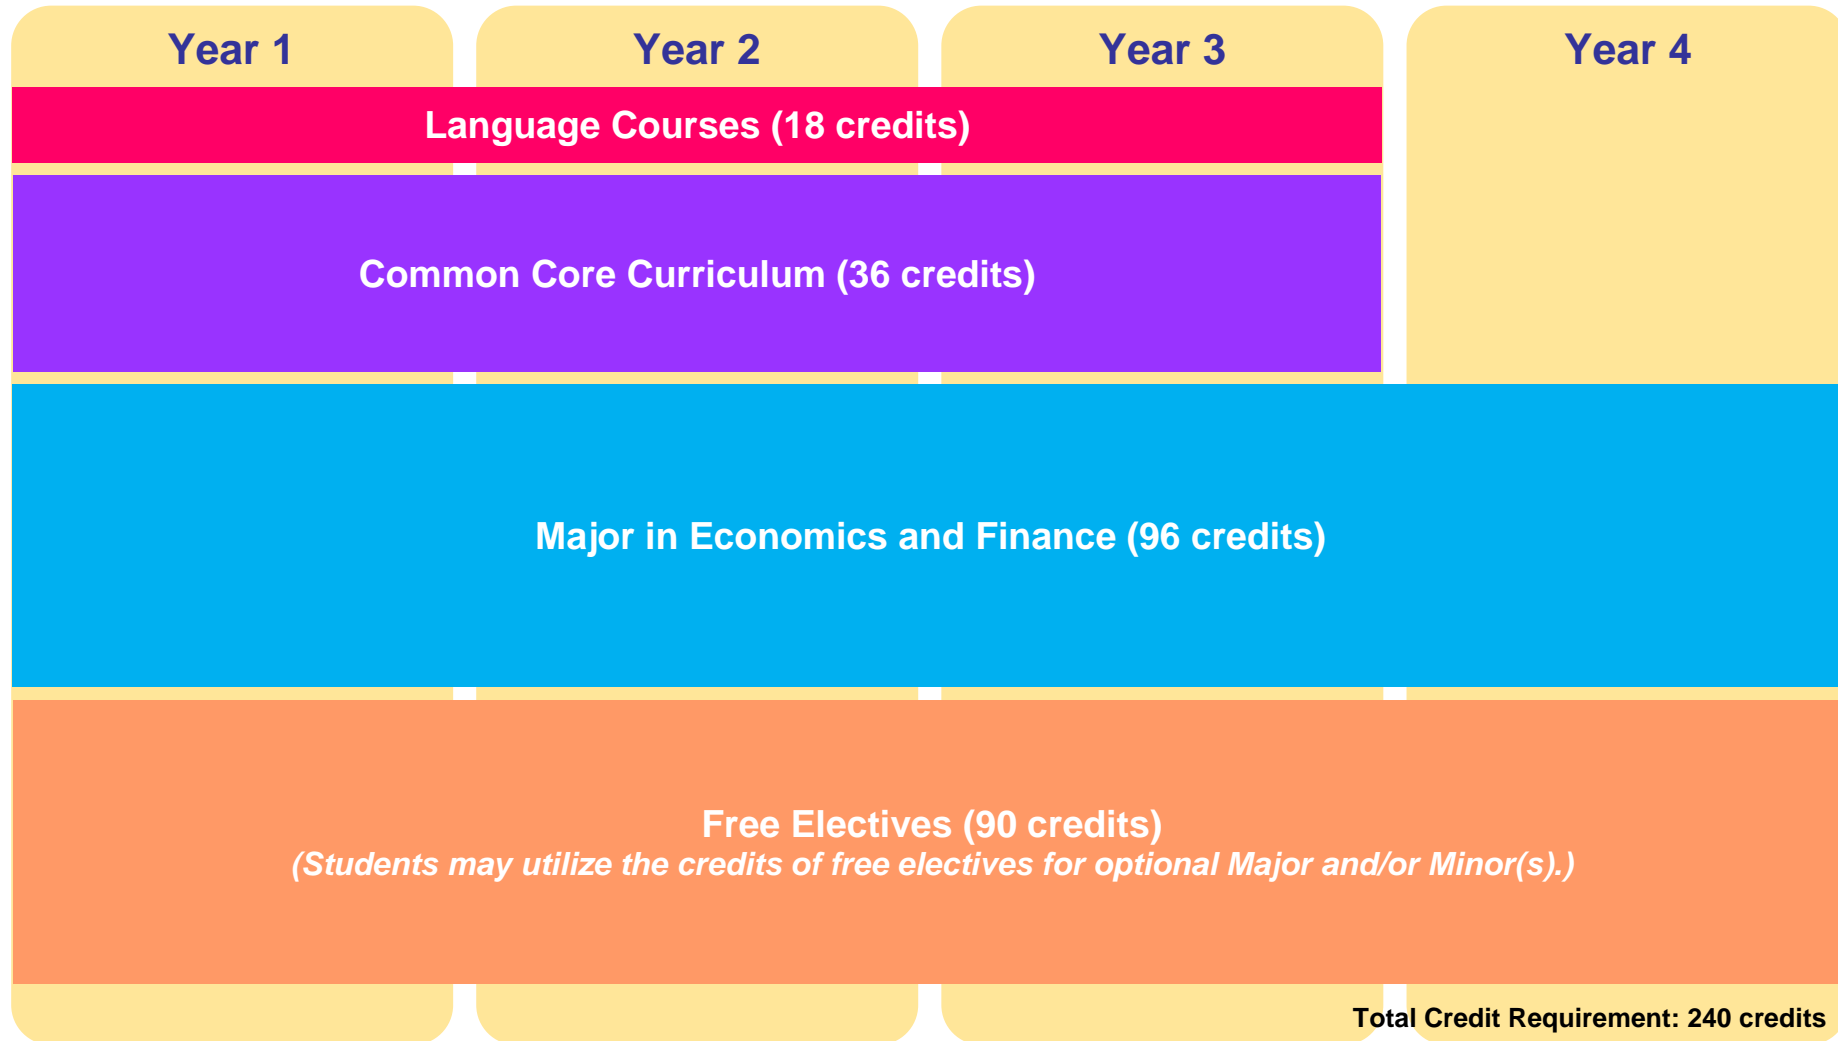 Year 1
Year 2
Year 3
Year 4
Language Courses (18 credits)
Common Core Curriculum (36 credits)
Major in Economics and Finance (96 credits)
Free Electives (90 credits)
(Students may utilize the credits of free electives for optional Major and/or Minor(s).)
Total Credit Requirement: 240 credits